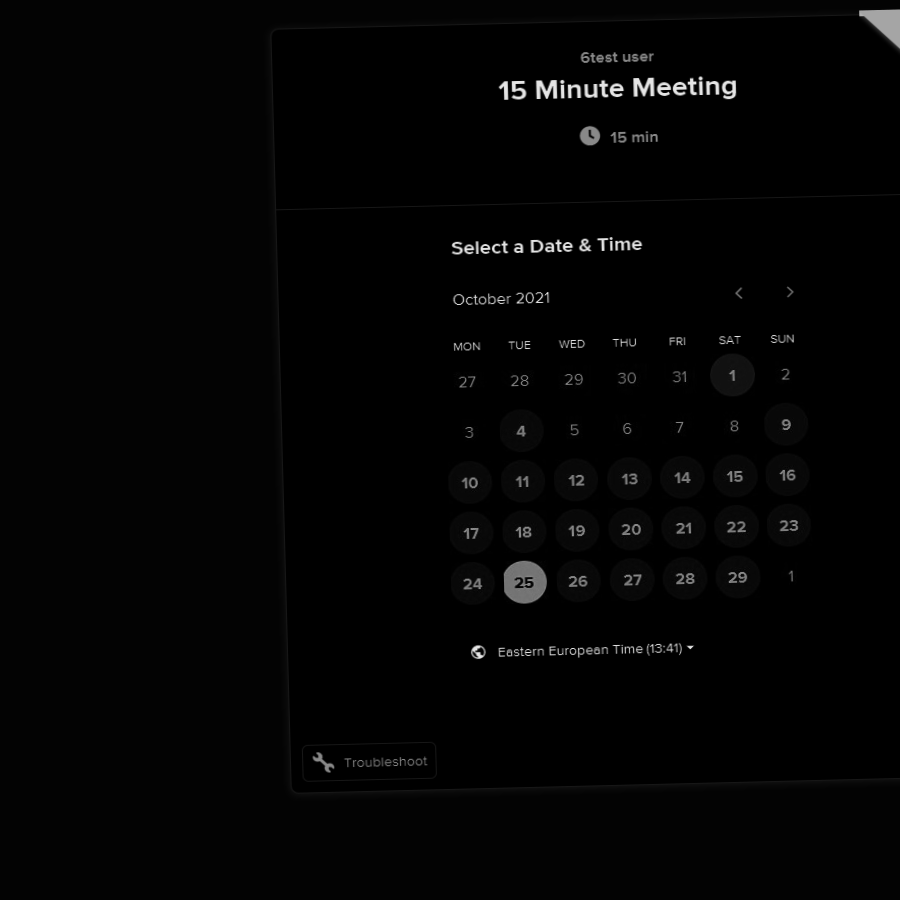 6test user
15 Minute Meeting
15 min
Select a Date & Time
October 2021
MON TUE WED THU FRI SAT SUN
27 28 29 30 31 1 2
3 4 5 6 7 8 9
10 11 12 13 14 15 16
17 18 19 20 21 22 23
24 25 26 27 28 29 1
Eastern European Time (13:41)
Troubleshoot